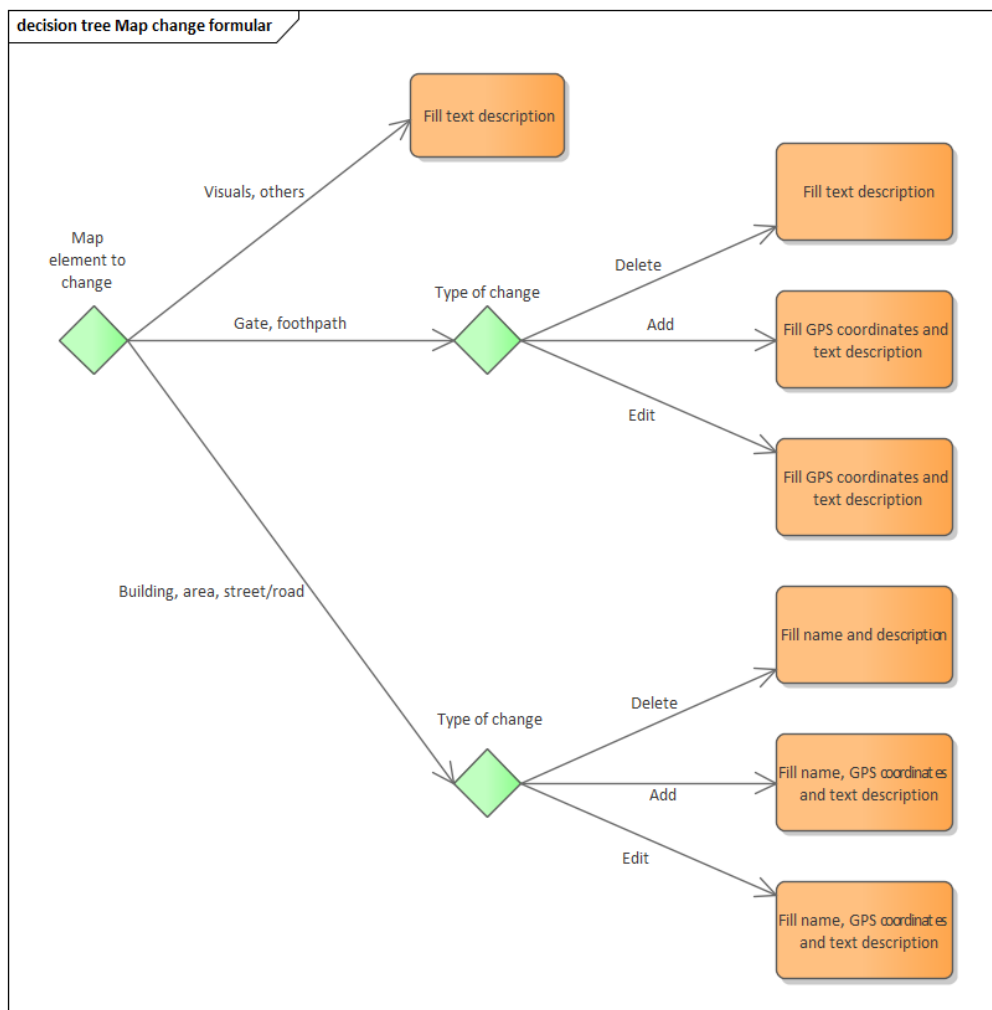 decision tree Map change formular
Fill text description
Fill text description
Visuals, others
Map
element to
change
Delete
Type of change
Gate, foothpath
Add
Fill GPS coordinates and
text description
Edit
Fill GPS coordinates and
text description
Building, area, street/road
Fill name and description
Delete
Type of change
Add
Fill name, GPS coordinates
and text description
Edit
Fill name, GPS coordinates
and text description